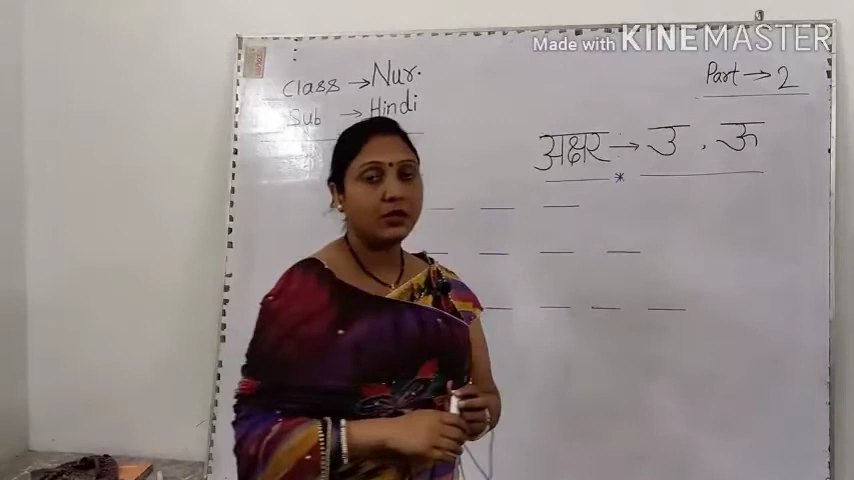 Made with KINEMASTER
Class → Nur.
Part → 2
Sub → Hindi
अक्षर → उ , ऊ